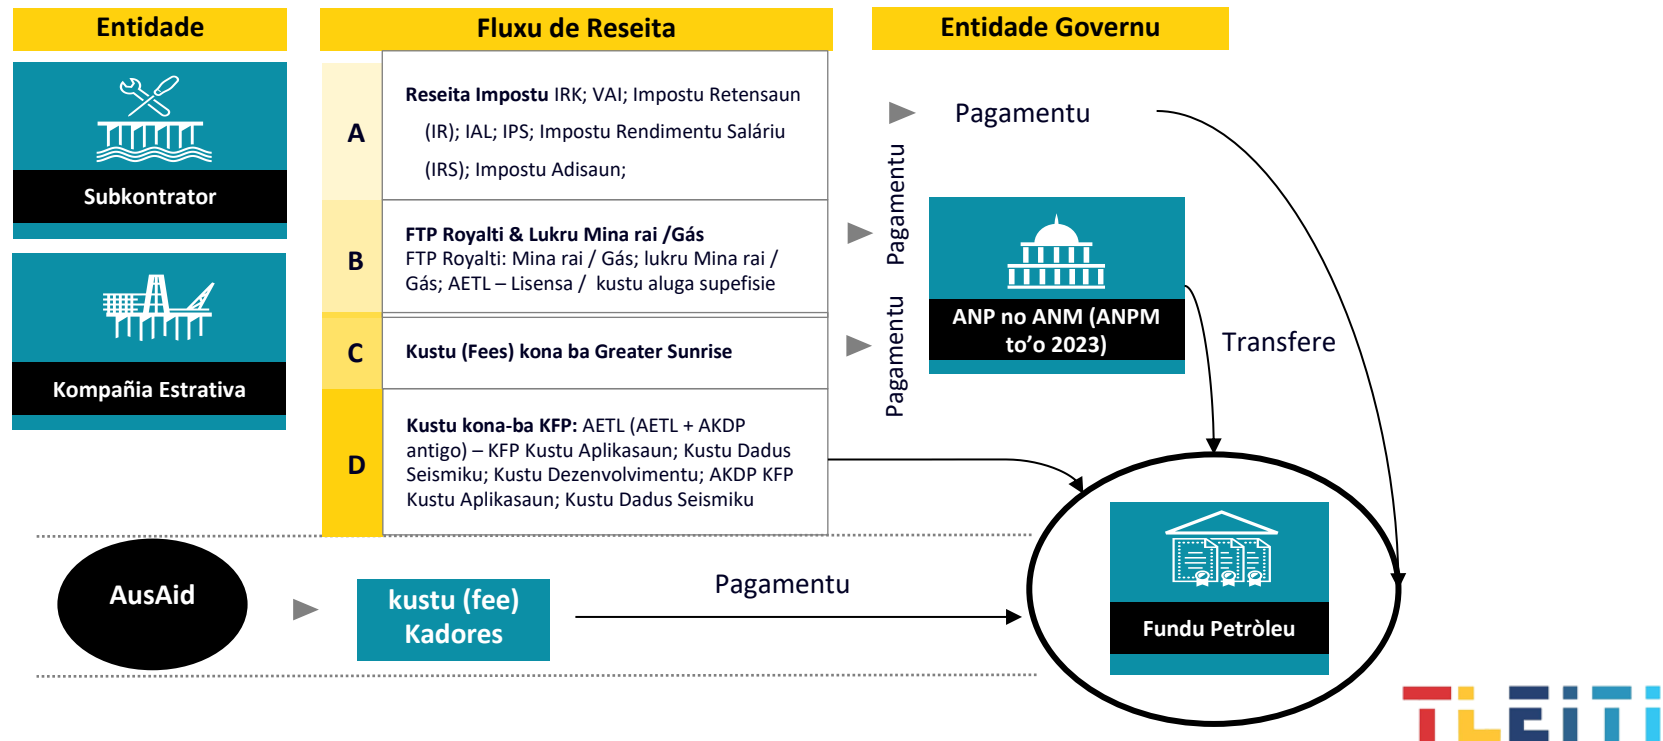 Entidade
Fluxu de Reseita
Entidade Governu
Subkontrator
Kompañia Estrativa
A
Reseita Impostu IRK; VAI; Impostu Retensaun
(IR); IAL; IPS; Impostu Rendimentu Saláriu
(IRS); Impostu Adisaun;
B
FTP Royalti & Lukru Mina rai /Gás
FTP Royalti: Mina rai / Gás; lukru Mina rai /
Gás; AETL – Lisensa / kustu aluga supefisie
C
Kustu (Fees) kona ba Greater Sunrise
D
Kustu kona-ba KFP: AETL (AETL + AKDP
antigo) – KFP Kustu Aplikasaun; Kustu Dadus
Seismiku; Kustu Dezenvolvimentu; AKDP KFP
Kustu Aplikasaun; Kustu Dadus Seismiku
Pagamentu
Pagamentu
Pagamentu
ANP no ANM (ANPM
to’o 2023)
Transfere
AusAid
kustu (fee)
Kadores
Pagamentu
Fundu Petròleu
TLEITI